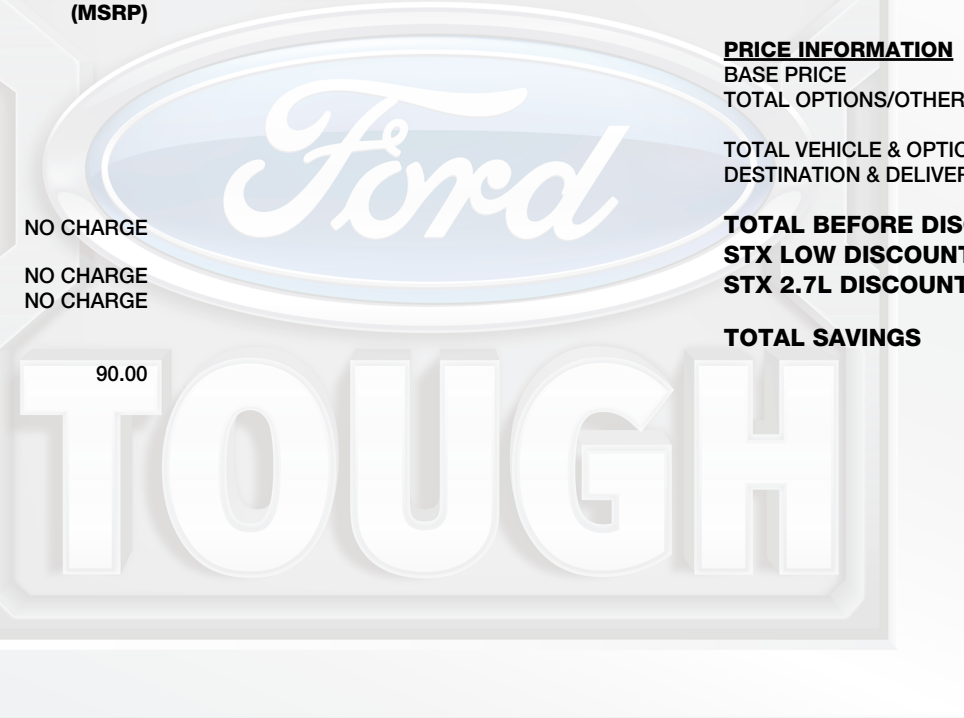 (MSRP)
NO CHARGE
NO CHARGE
NO CHARGE
90.00
PRICE INFORMATION
BASE PRICE
TOTAL OPTIONS/OTHER
TOTAL VEHICLE & OPTIO
DESTINATION & DELIVER
TOTAL BEFORE DIS
STX LOW DISCOUNT
STX 2.7L DISCOUNT
TOTAL SAVINGS
Ford
TOUGH